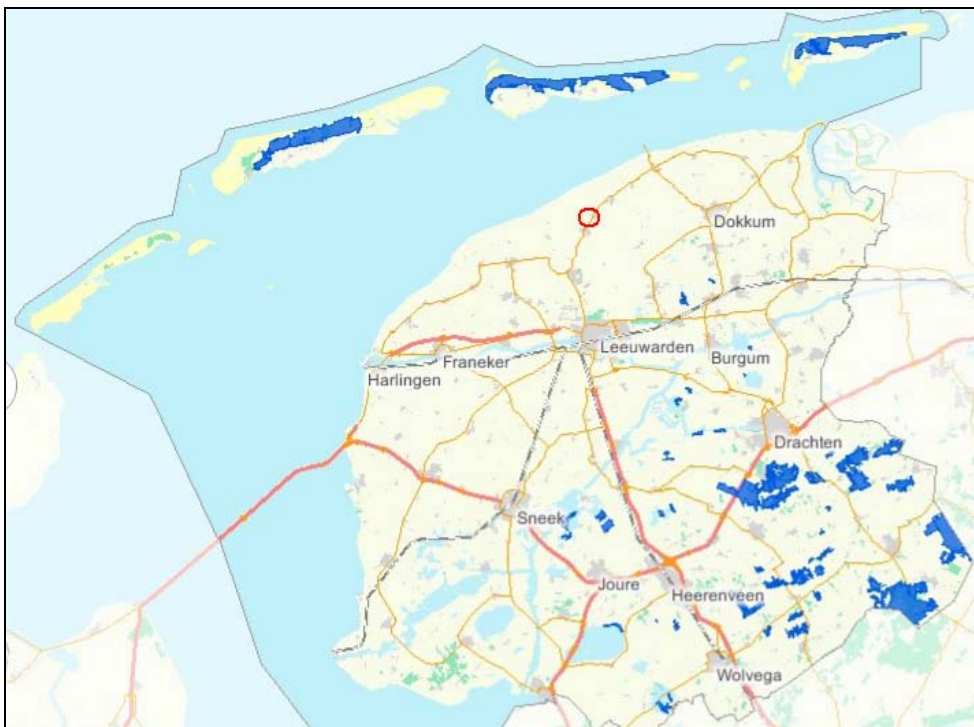 Dokkum
Leeuwarden
Franeker
Burgum
Harlingen
Drachten
Sneek
Joure
Heerenveen
Wolvega